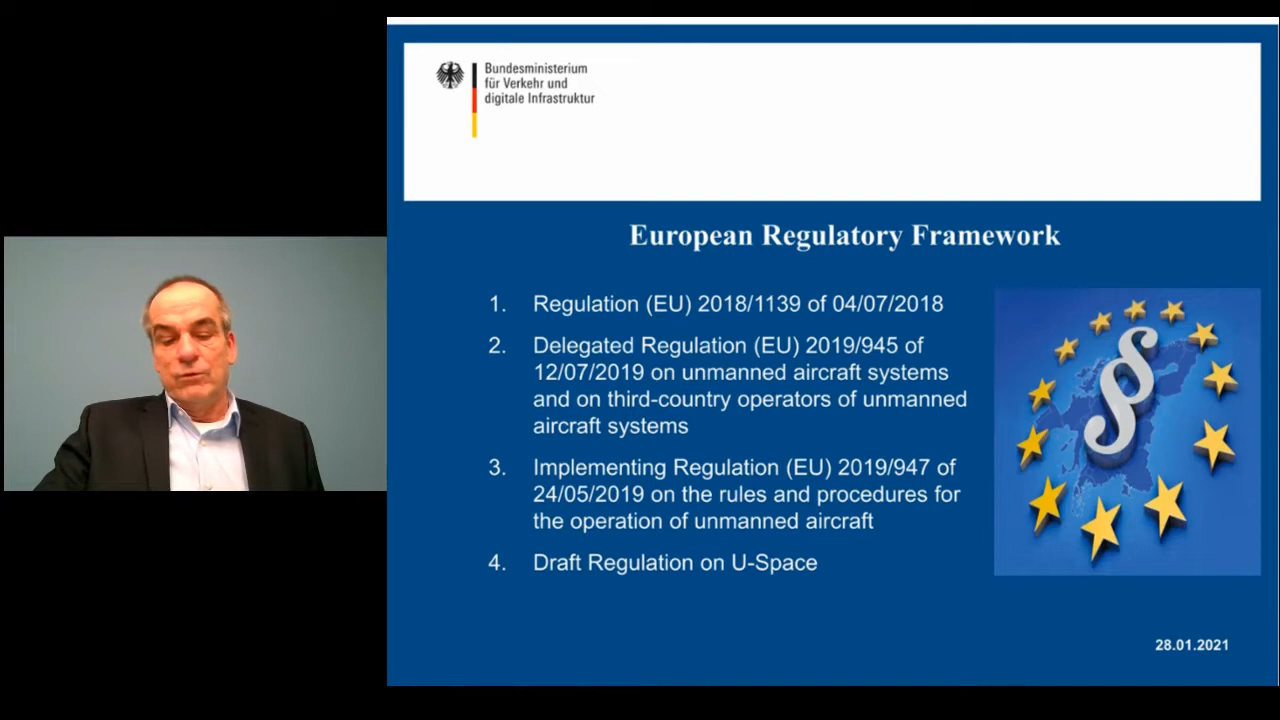 Bundesministerium
für Verkehr und
digitale Infrastruktur
European Regulatory Framework
1. Regulation (EU) 2018/1139 of 04/07/2018
2. Delegated Regulation (EU) 2019/945 of
12/07/2019 on unmanned aircraft systems
and on third-country operators of unmanned
aircraft systems
3. Implementing Regulation (EU) 2019/947 of
24/05/2019 on the rules and procedures for
the operation of unmanned aircraft
4. Draft Regulation on U-Space
§
28.01.2021